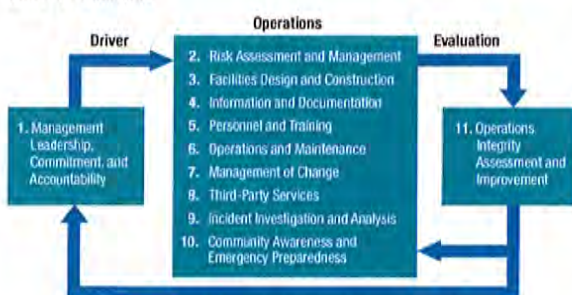 Operations
Driver
Evaluation
1. Management
Leadership,
Commitment, and
Accountability
2. Risk Assessment and Management
3. Facilities Design and Construction
4. Information and Documentation
5. Personnel and Training
6. Operations and Maintenance
7. Management of Change
8. Third-Party Services
9. Incident Investigation and Analysis
10. Community Awareness and
Emergency Preparedness
11. Operations
Integrity
Assessment and
Improvement